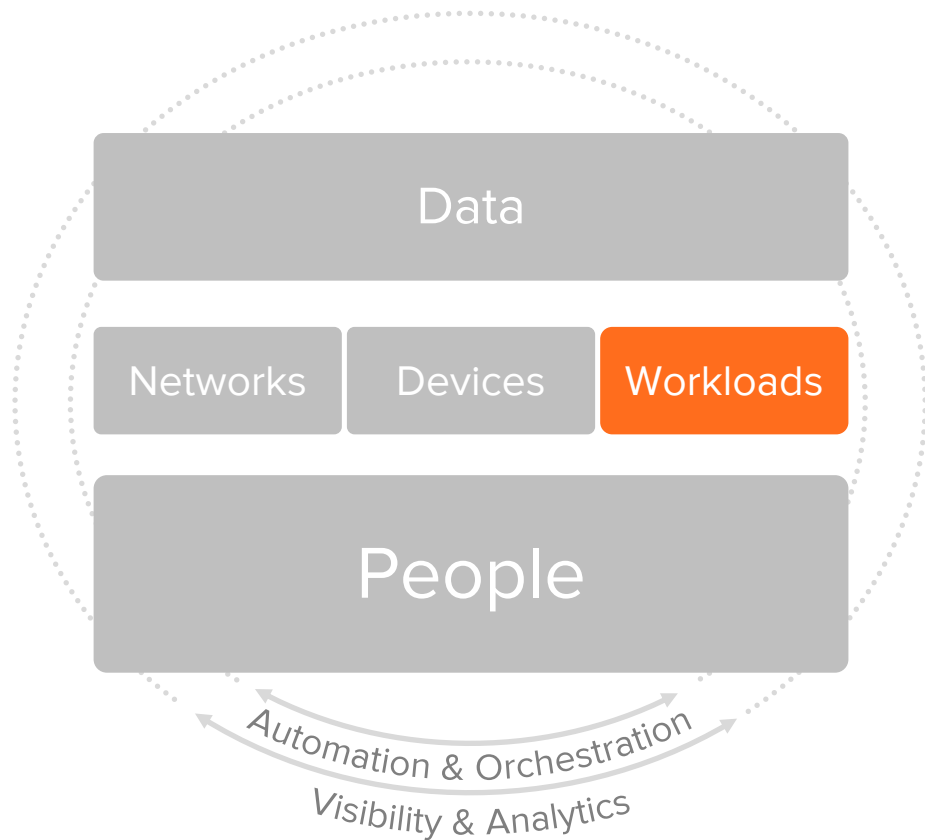 Data
Networks
Devices
Workloads
People
Automation & Orchestration
Visibility & Analytics